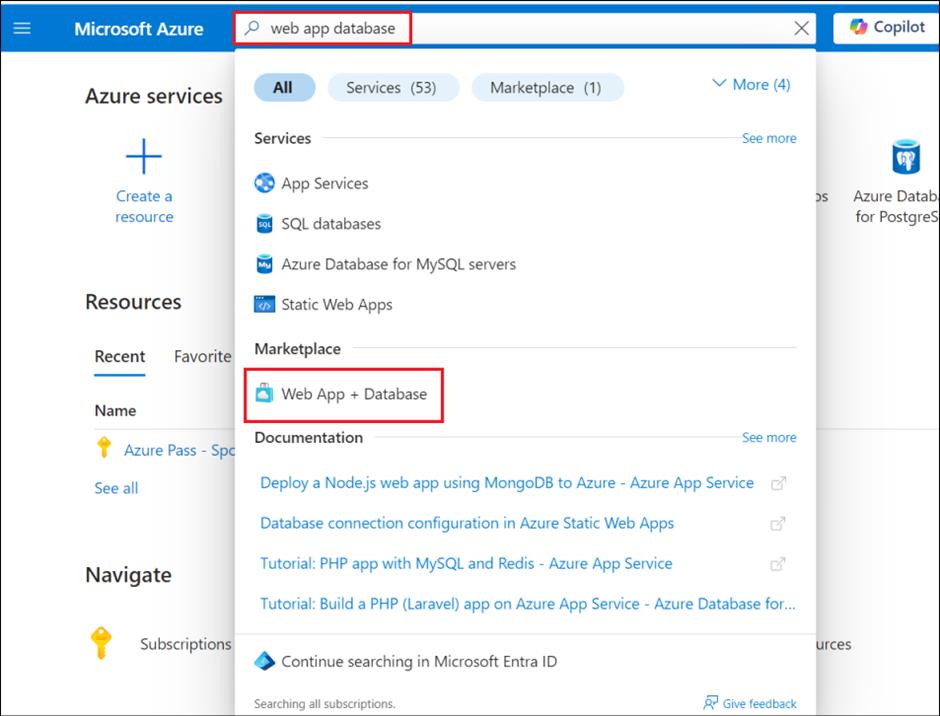 Microsoft Azure
web app database
Copilot
Azure services
Create a
resource
Resources
Recent Favorite
Name
Azure Pass - Spo
See all
Navigate
Subscriptions
All Services (53) Marketplace (1) More (4)
Services See more
App Services
SQL databases
Azure Database for MySQL servers
Static Web Apps
Marketplace
Web App + Database
Documentation See more
Deploy a Node.js web app using MongoDB to Azure - Azure App Service
Database connection configuration in Azure Static Web Apps
Tutorial: PHP app with MySQL and Redis - Azure App Service
Tutorial: Build a PHP (Laravel) app on Azure App Service - Azure Database for...
Continue searching in Microsoft Entra ID
Searching all subscriptions. Give feedback
ps
Azure Datab
for PostgreS
urces